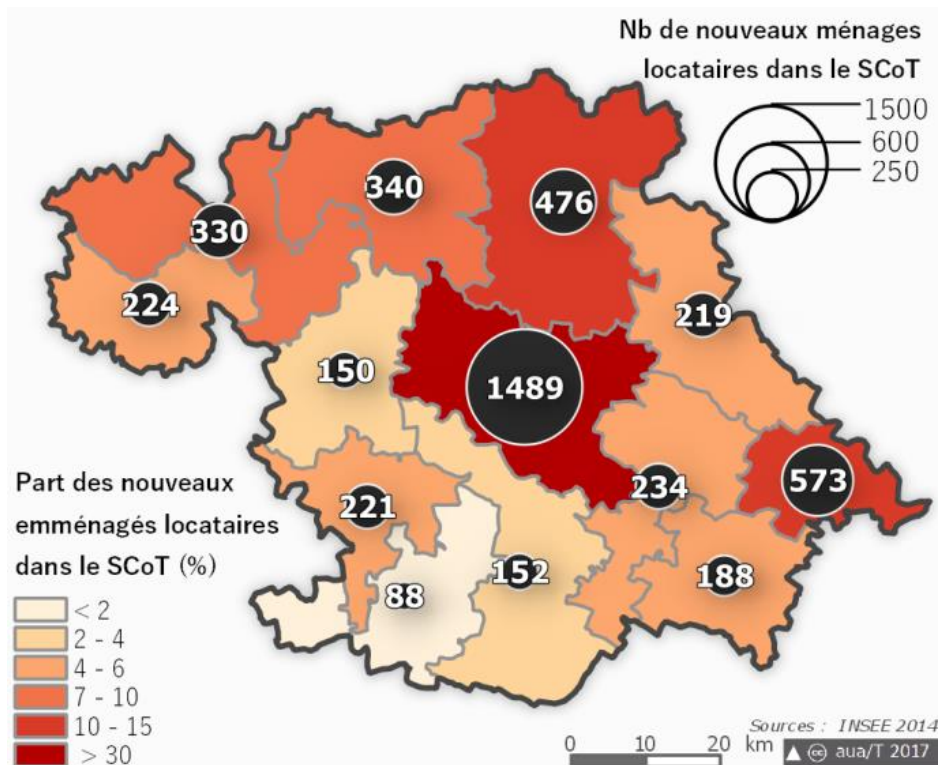 Nb de nouveaux ménages
locataires dans le SCoT
1500
600
250
340
476
330
224
219
150
1489
573
234
221
152
188
88
Part des nouveaux
emménagés locataires
dans le SCoT (%)
< 2
2 - 4
4 - 6
7 - 10
10 - 15
> 30
Sources : INSEE 2014
0 10 20 km
cc aua/T 2017